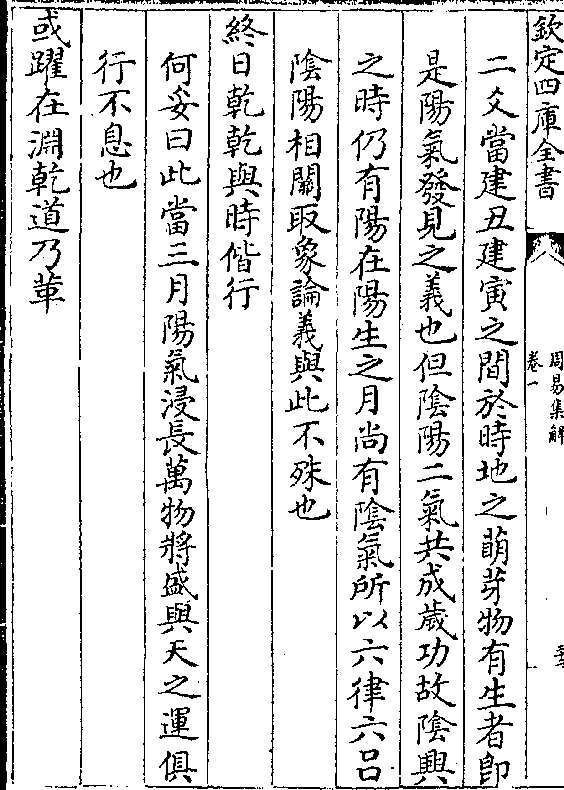 欽定四庫全書
周易集解
卷一
二爻當建丑建寅之間於時地之萌芽物有生者即
是陽氣發見之義也但陰陽二氣共成歲功故陰興
之時仍有陽在陽生之月尚有陰氣所以六律六呂
陰陽相關取象論義與此不殊也
終日乾乾與時偕行
何妥曰此當三月陽氣浸長萬物將盛與天之運俱
行不息也
或躍在淵乾道乃革